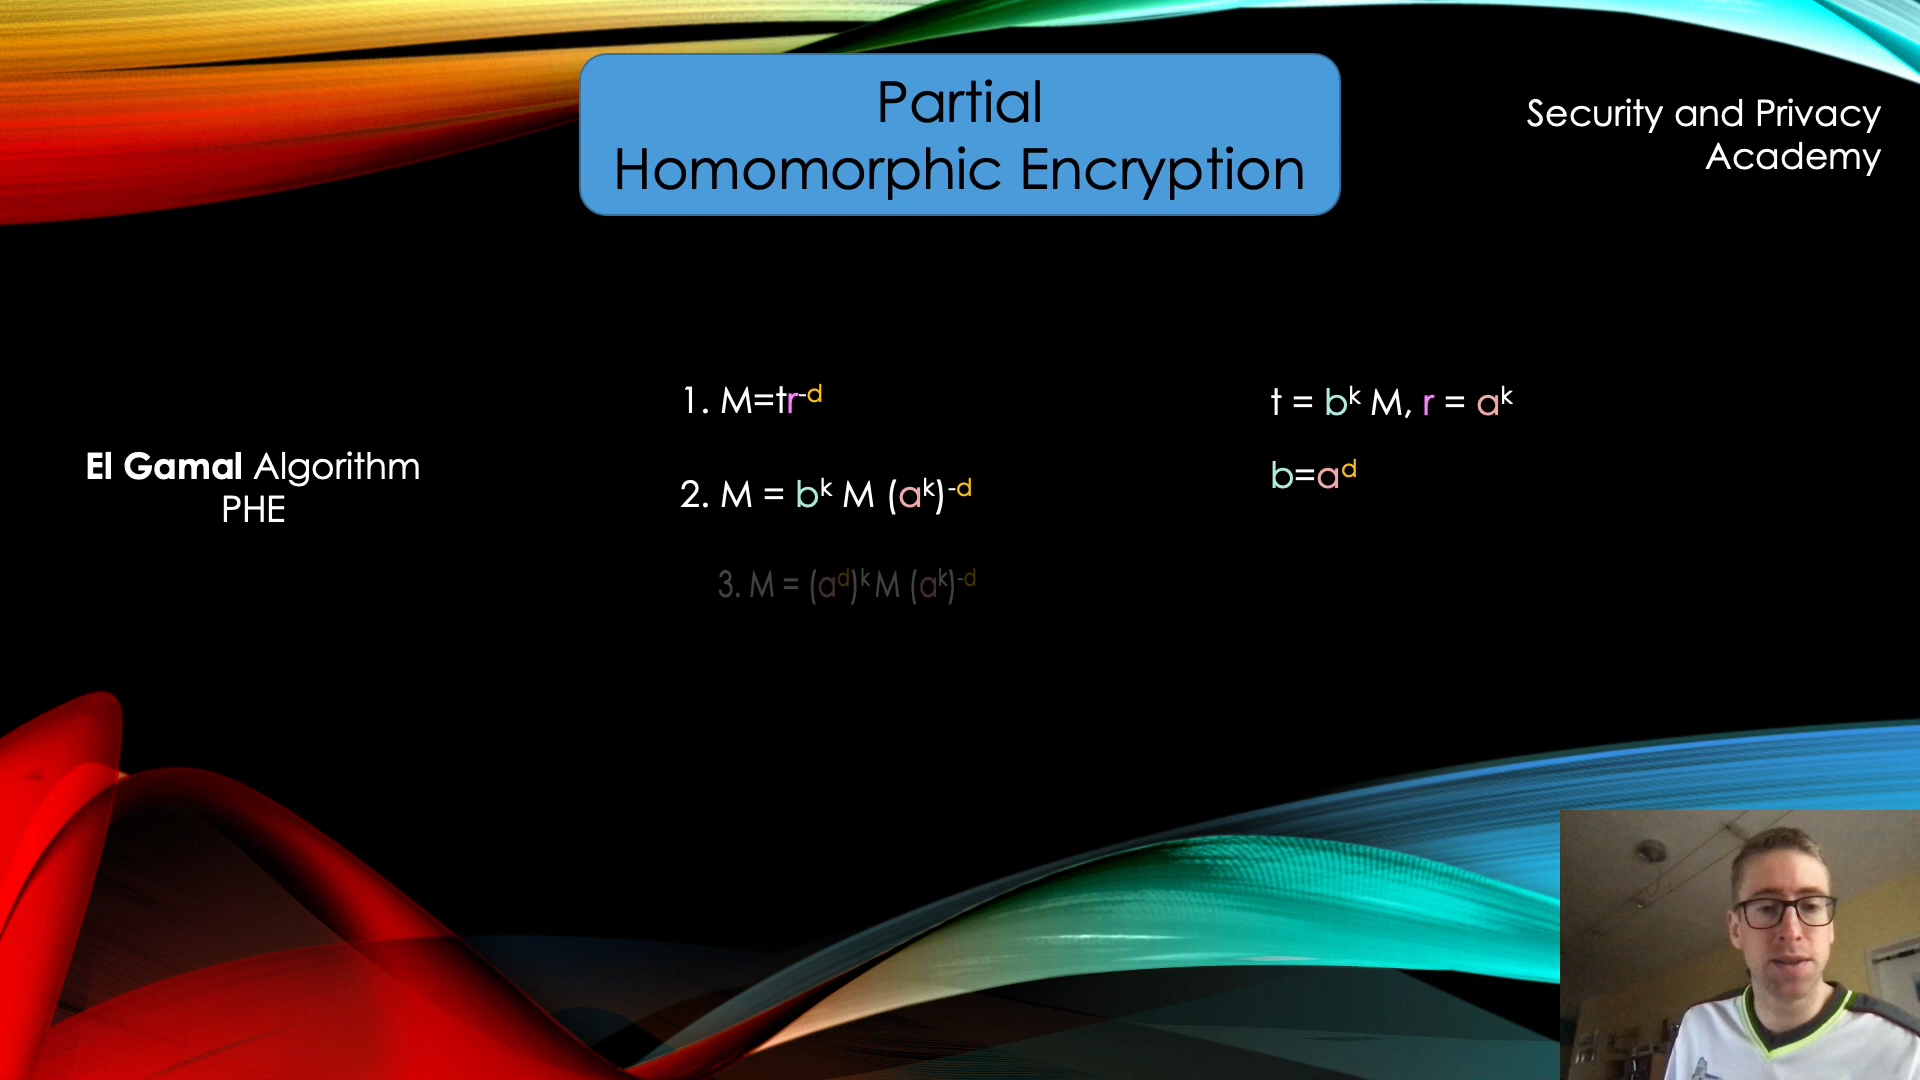 Partial
Homomorphic Encryption
Security and Privacy
Academy
El Gamal Algorithm
PHE
1. M=tr⁻ᵈ
2. M = bᵏ M (aᵏ)⁻ᵈ
3. M = (aᵈ)ᵏ M (aᵏ)⁻ᵈ
t = bᵏ M, r = aᵏ
b=aᵈ